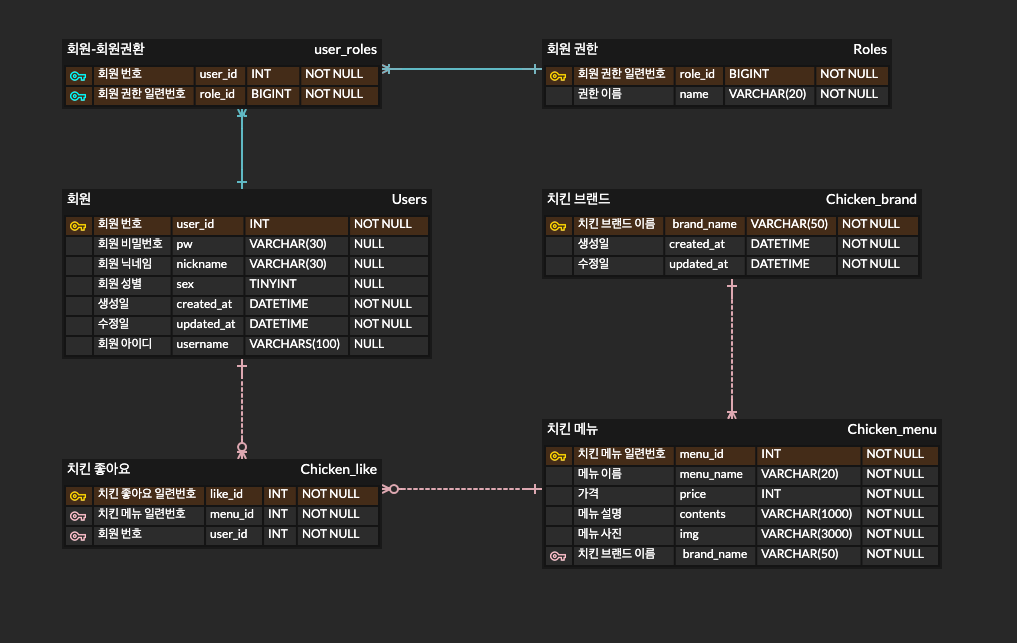 회원-회원권환 user_roles
회원 번호 user_id INT NOT NULL
회원 권한 일련번호 role_id BIGINT NOT NULL
회원 권한 Roles
회원 권한 일련번호 role_id BIGINT NOT NULL
권한 이름 name VARCHAR(20) NOT NULL
회원 Users
회원 번호 user_id INT NOT NULL
회원 비밀번호 pw VARCHAR(30) NULL
회원 닉네임 nickname VARCHAR(30) NULL
회원 성별 sex TINYINT NULL
생성일 created_at DATETIME NOT NULL
수정일 updated_at DATETIME NOT NULL
회원 아이디 username VARCHARS(100) NULL
치킨 브랜드 Chicken_brand
치킨 브랜드 이름 brand_name VARCHAR(50) NOT NULL
생성일 created_at DATETIME NOT NULL
수정일 updated_at DATETIME NOT NULL
치킨 좋아요 Chicken_like
치킨 좋아요 일련번호 like_id INT NOT NULL
치킨 메뉴 일련번호 menu_id INT NOT NULL
회원 번호 user_id INT NOT NULL
치킨 메뉴 Chicken_menu
치킨 메뉴 일련번호 menu_id INT NOT NULL
메뉴 이름 menu_name VARCHAR(20) NOT NULL
가격 price INT NOT NULL
메뉴 설명 contents VARCHAR(1000) NOT NULL
메뉴 사진 img VARCHAR(3000) NOT NULL
치킨 브랜드 이름 brand_name VARCHAR(50) NOT NULL